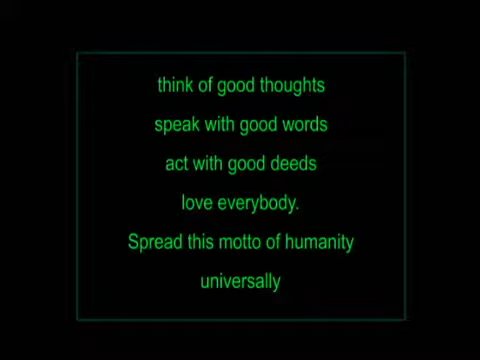 think of good thoughts
speak with good words
act with good deeds
love everybody.
Spread this motto of humanity
universally